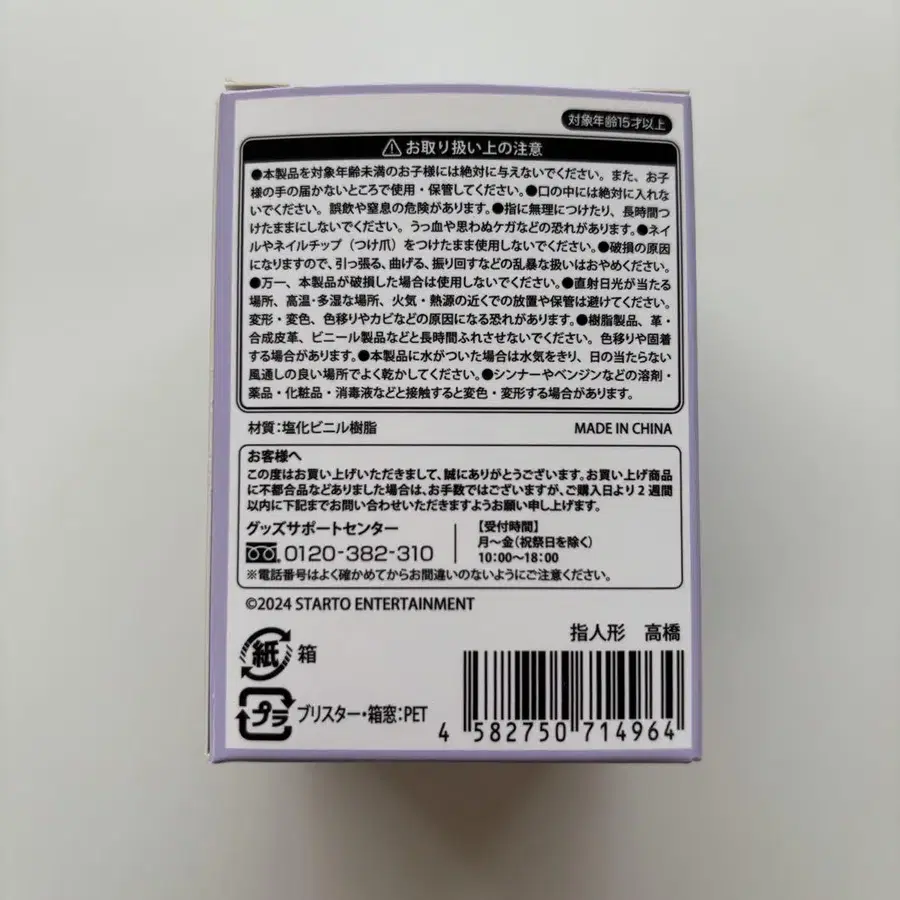 対象年齢15才以上
お取り扱い上の注意
●本製品を対象年齢未満のお子様には絶対に与えないでください。また、お子
様の手の届かないところで使用・保管してください。●口の中には絶対に入れな
いでください。誤飲や窒息の危険があります。●指に無理につけたり、長時間つ
けたままにしないでください。うっ血や思わぬケガなどの恐れがあります。●ネイ
ルやネイルチップ（つけ爪）をつけたまま使用しないでください。●破損の原因
になりますので、引っ張る、曲げる、振り回すなどの乱暴な扱いはおやめください。
●万一、本製品が破損した場合は使用しないでください。●直射日光が当たる
場所、高温・多湿な場所、火気・熱源の近くでの放置や保管は避けてください。
変形・変色、色移りやカビなどの原因になる恐れがあります。●樹脂製品、革・
合成皮革、ビニール製品などと長時間ふれさせないでください。色移りや固着
する場合があります。●本製品に水がついた場合は水気をきり、日の当たらない
風通しの良い場所でよく乾かしてください。●シンナーやベンジンなどの溶剤・
薬品・化粧品・消毒液などと接触すると変色・変形する場合があります。
材質：塩化ビニル樹脂 MADE IN CHINA
お客様へ
この度はお買い上げいただきまして、誠にありがとうございます。お買い上げ商品
に不都合品などありました場合は、お手数ではございますが、ご購入日より2週間
以内に下記までお問い合わせいただきますようお願い申し上げます。
グッズサポートセンター
0120-382-310
【受付時間】
月～金（祝祭日を除く）
10:00～18:00
※電話番号はよく確かめてからお間違いのないようにご注意ください。
©2024 STARTO ENTERTAINMENT
指人形 高橋
紙 箱
プラ ブリスター・箱窓：PET
4 582750 714964